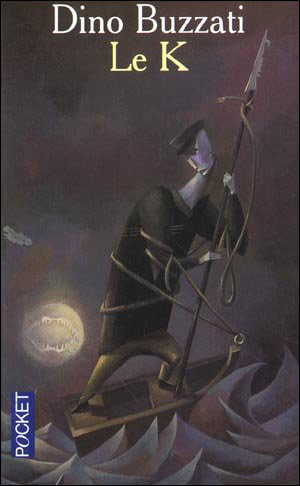 Dino Buzzati
Le K
POCKET